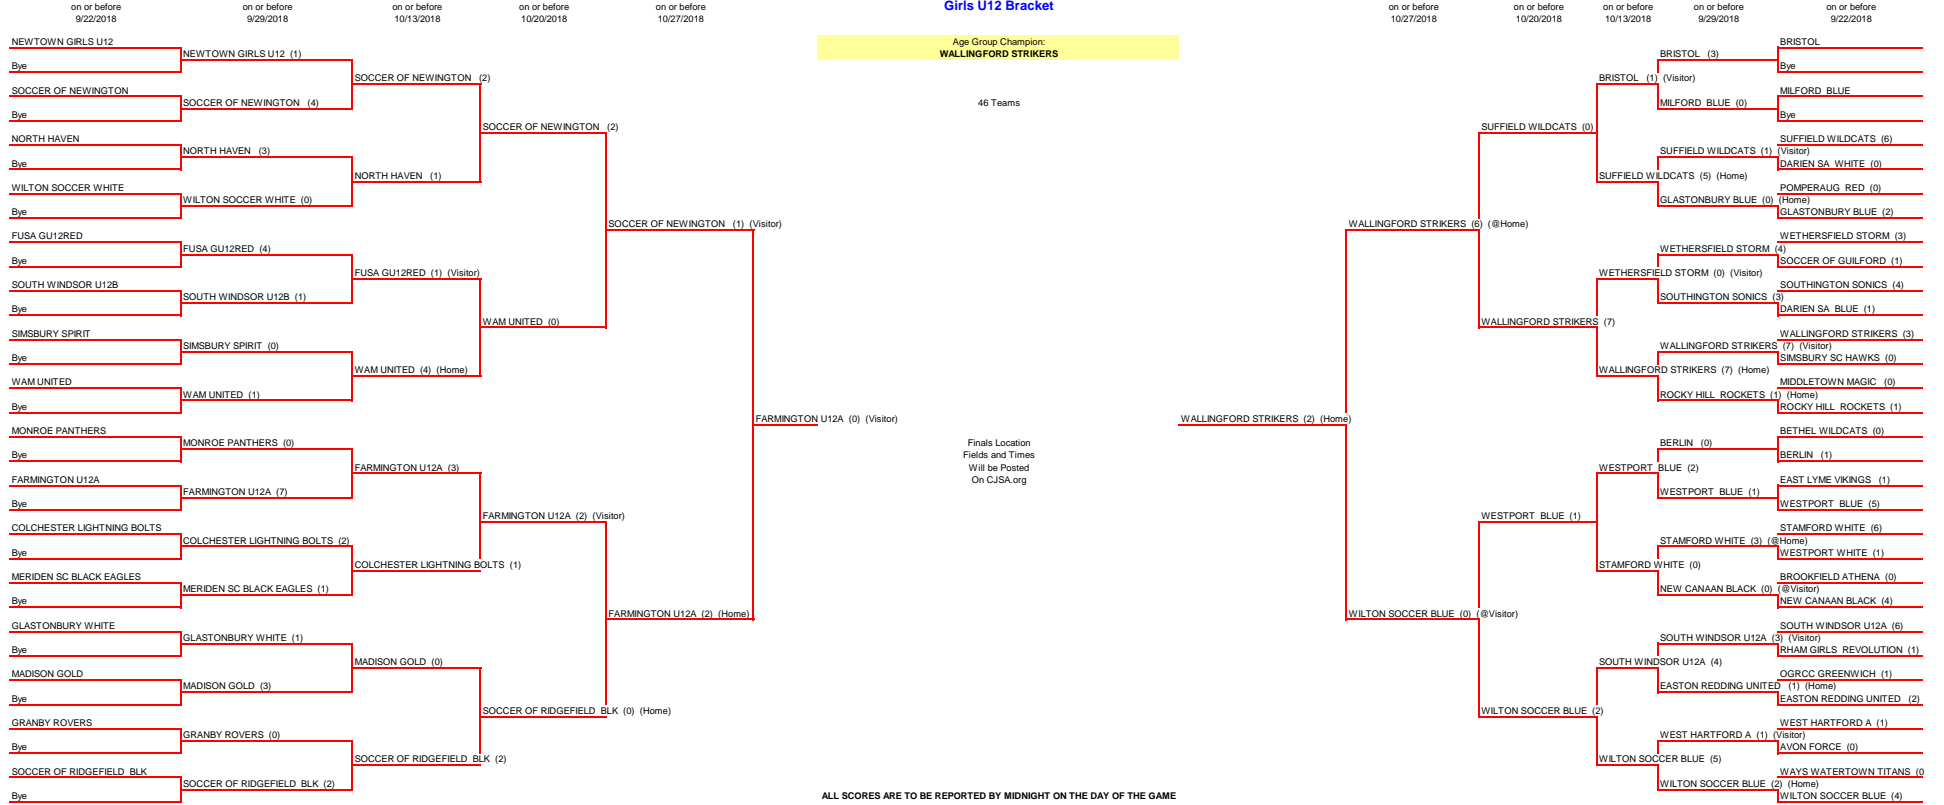 on or before
9/22/2018
on or before
9/29/2018
on or before
10/13/2018
on or before
10/20/2018
on or before
10/27/2018
Girls U12 Bracket
on or before
10/27/2018
on or before
10/20/2018
on or before
10/13/2018
on or before
9/29/2018
on or before
9/22/2018
NEWTOWN GIRLS U12
Bye
SOCCER OF NEWINGTON
Bye
NORTH HAVEN
Bye
WILTON SOCCER WHITE
Bye
FUSA GU12RED
Bye
SOUTH WINDSOR U12B
Bye
SIMSBURY SPIRIT
Bye
WAM UNITED
Bye
MONROE PANTHERS
Bye
FARMINGTON U12A
Bye
COLCHESTER LIGHTNING BOLTS
Bye
MERIDEN SC BLACK EAGLES
Bye
GLASTONBURY WHITE
Bye
MADISON GOLD
Bye
GRANBY ROVERS
Bye
SOCCER OF RIDGEFIELD BLK
Bye
NEWTOWN GIRLS U12 (1)
SOCCER OF NEWINGTON (4)
NORTH HAVEN (3)
WILTON SOCCER WHITE (0)
FUSA GU12RED (4)
SOUTH WINDSOR U12B (1)
SIMSBURY SPIRIT (0)
WAM UNITED (1)
MONROE PANTHERS (0)
FARMINGTON U12A (7)
COLCHESTER LIGHTNING BOLTS (2)
MERIDEN SC BLACK EAGLES (1)
GLASTONBURY WHITE (1)
MADISON GOLD (3)
GRANBY ROVERS (0)
SOCCER OF RIDGEFIELD BLK (2)
SOCCER OF NEWINGTON (2)
NORTH HAVEN (1)
FUSA GU12RED (1) (Visitor)
WAM UNITED (4) (Home)
FARMINGTON U12A (3)
COLCHESTER LIGHTNING BOLTS (1)
MADISON GOLD (0)
SOCCER OF RIDGEFIELD BLK (2)
SOCCER OF NEWINGTON (2)
WAM UNITED (0)
FARMINGTON U12A (2) (Visitor)
SOCCER OF RIDGEFIELD BLK (0) (Home)
SOCCER OF NEWINGTON (1) (Visitor)
FARMINGTON U12A (2) (Home)
FARMINGTON U12A (0) (Visitor)
Age Group Champion:
WALLINGFORD STRIKERS
46 Teams
Finals Location
Fields and Times
Will be Posted
On CJSA.org
ALL SCORES ARE TO BE REPORTED BY MIDNIGHT ON THE DAY OF THE GAME
WALLINGFORD STRIKERS (2) (Home)
WALLINGFORD STRIKERS (6) (@Home)
WILTON SOCCER BLUE (0) (@Visitor)
SUFFIELD WILDCATS (0)
WALLINGFORD STRIKERS (7)
WESTPORT BLUE (1)
WILTON SOCCER BLUE (2)
BRISTOL (1) (Visitor)
SUFFIELD WILDCATS (5) (Home)
WETHERSFIELD STORM (0) (Visitor)
WALLINGFORD STRIKERS (7) (Home)
WESTPORT BLUE (2)
STAMFORD WHITE (0)
SOUTH WINDSOR U12A (4)
WILTON SOCCER BLUE (5)
BRISTOL (3)
MILFORD BLUE (0)
SUFFIELD WILDCATS (1) (Visitor)
GLASTONBURY BLUE (0) (Home)
WETHERSFIELD STORM (4)
SOUTHINGTON SONICS (3)
WALLINGFORD STRIKERS (7) (Visitor)
ROCKY HILL ROCKETS (1) (Home)
BERLIN (0)
WESTPORT BLUE (1)
STAMFORD WHITE (3) (@Home)
NEW CANAAN BLACK (0) (@Visitor)
SOUTH WINDSOR U12A (3) (Visitor)
EASTON REDDING UNITED (1) (Home)
WEST HARTFORD A (1) (Visitor)
WILTON SOCCER BLUE (2) (Home)
BRISTOL
Bye
MILFORD BLUE
Bye
SUFFIELD WILDCATS (6)
DARIEN SA WHITE (0)
POMPERAUG RED (0)
GLASTONBURY BLUE (2)
WETHERSFIELD STORM (3)
SOCCER OF GUILFORD (1)
SOUTHINGTON SONICS (4)
DARIEN SA BLUE (1)
WALLINGFORD STRIKERS (3)
SIMSBURY SC HAWKS (0)
MIDDLETOWN MAGIC (0)
ROCKY HILL ROCKETS (1)
BETHEL WILDCATS (0)
BERLIN (1)
EAST LYME VIKINGS (1)
WESTPORT BLUE (5)
STAMFORD WHITE (6)
WESTPORT WHITE (1)
BROOKFIELD ATHENA (0)
NEW CANAAN BLACK (4)
SOUTH WINDSOR U12A (6)
RHAM GIRLS REVOLUTION (1)
OGRCC GREENWICH (1)
EASTON REDDING UNITED (2)
WEST HARTFORD A (1)
AVON FORCE (0)
WAYS WATERTOWN TITANS (0
WILTON SOCCER BLUE (4)